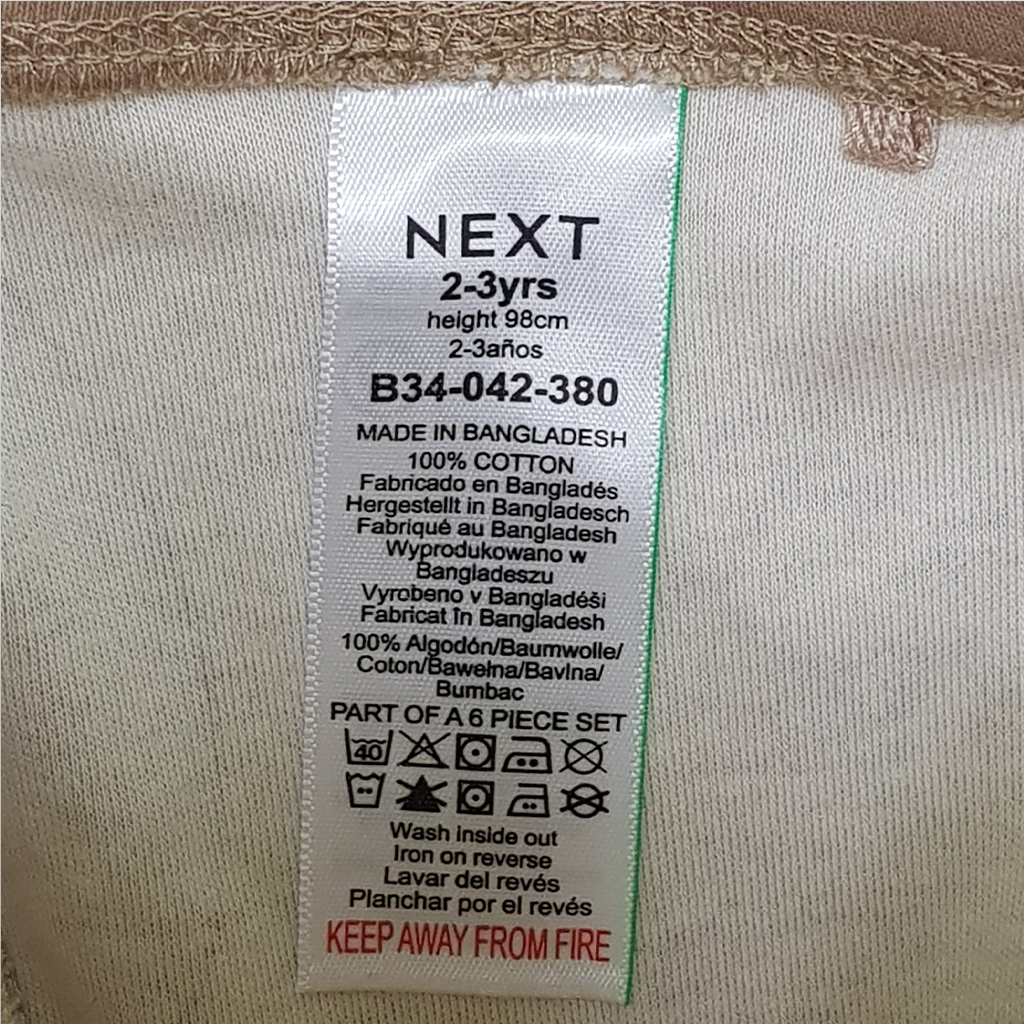 NEXT
2-3yrs
height 98cm
2-3años
B34-042-380
MADE IN BANGLADESH
100% COTTON
Fabricado en Bangladés
Hergestellt in Bangladesch
Fabriqué au Bangladesh
Wyprodukowano w
Bangladeszu
Vyrobeno v Bangladéši
Fabricat în Bangladesh
100% Algodón/Baumwolle/
Coton/Bawełna/Bavlna/
Bumbac
PART OF A 6 PIECE SET
40
Wash inside out
Iron on reverse
Lavar del revés
Planchar por el revés
KEEP AWAY FROM FIRE